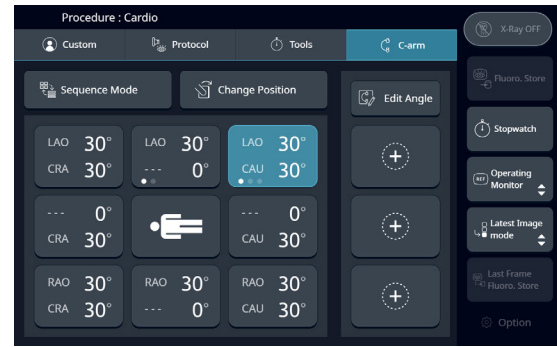 Procedure : Cardio
X-Ray OFF
Custom
Protocol
Tools
C-arm
Fluoro. Store
Sequence Mode
Change Position
Edit Angle
Stopwatch
LAO 30°
CRA 30°
LAO 30°
--- 0°
LAO 30°
CAU 30°
REF
Operating
Monitor
--- 0°
CRA 30°
--- 0°
CAU 30°
Latest Image
mode
RAO 30°
CRA 30°
RAO 30°
--- 0°
RAO 30°
CAU 30°
Last Frame
Fluoro. Store
Option